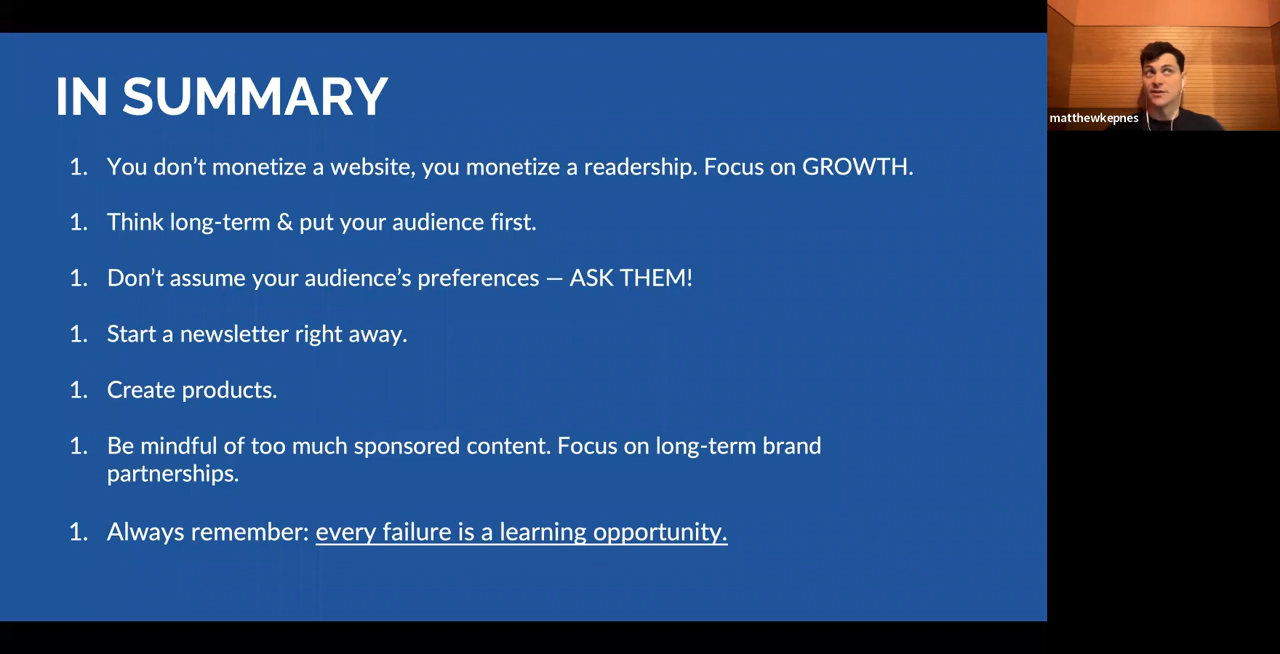 IN SUMMARY
1. You don’t monetize a website, you monetize a readership. Focus on GROWTH.
1. Think long-term & put your audience first.
1. Don’t assume your audience’s preferences — ASK THEM!
1. Start a newsletter right away.
1. Create products.
1. Be mindful of too much sponsored content. Focus on long-term brand
partnerships.
1. Always remember: every failure is a learning opportunity.
matthewkepnes